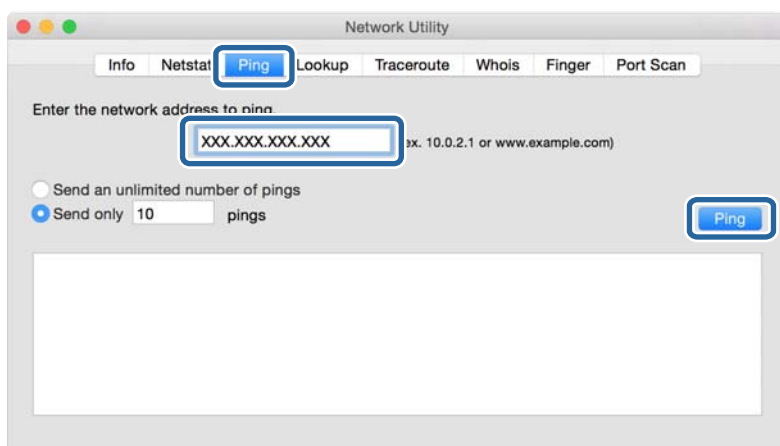 Network Utility
Info Netstat Ping Lookup Traceroute Whois Finger Port Scan
Enter the network address to ping.
XXX.XXX.XXX.XXX ex. 10.0.2.1 or www.example.com)
Send an unlimited number of pings
Send only 10 pings
Ping